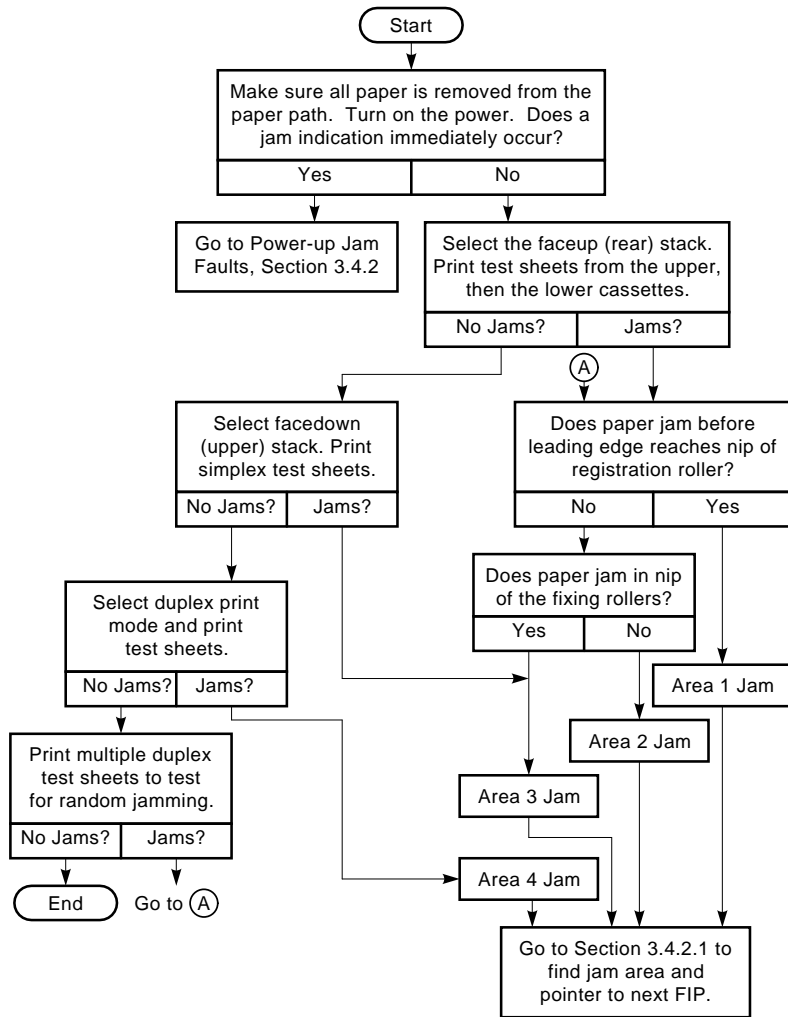 Start
Make sure all paper is removed from the
paper path. Turn on the power. Does a
jam indication immediately occur?
Yes
No
Go to Power-up Jam
Faults, Section 3.4.2
Select the faceup (rear) stack.
Print test sheets from the upper,
then the lower cassettes.
No Jams?
Jams?
A
Select facedown
(upper) stack. Print
simplex test sheets.
No Jams?
Jams?
Does paper jam before
leading edge reaches nip of
registration roller?
No
Yes
Does paper jam in nip
of the fixing rollers?
Yes
No
Select duplex print
mode and print
test sheets.
No Jams?
Jams?
Area 1 Jam
Area 2 Jam
Print multiple duplex
test sheets to test
for random jamming.
No Jams?
Jams?
Area 3 Jam
End
Go to A
Area 4 Jam
Go to Section 3.4.2.1 to
find jam area and
pointer to next FIP.